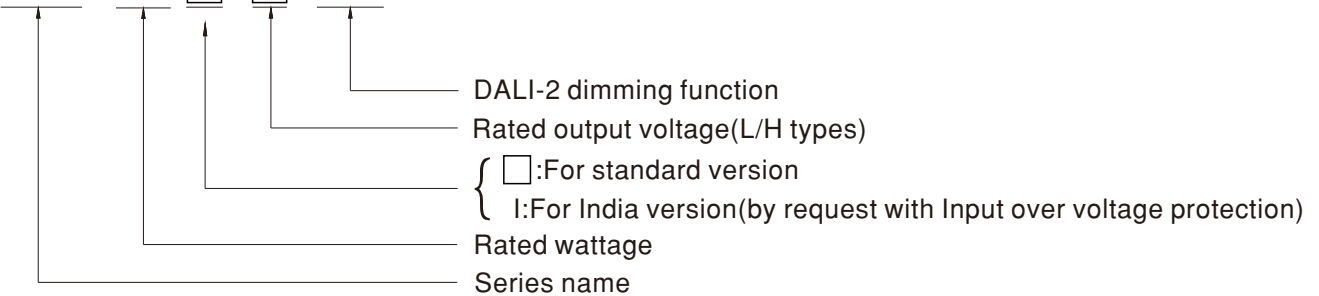 DALI-2 dimming function
Rated output voltage(L/H types)
□:For standard version
I:For India version(by request with Input over voltage protection)
Rated wattage
Series name